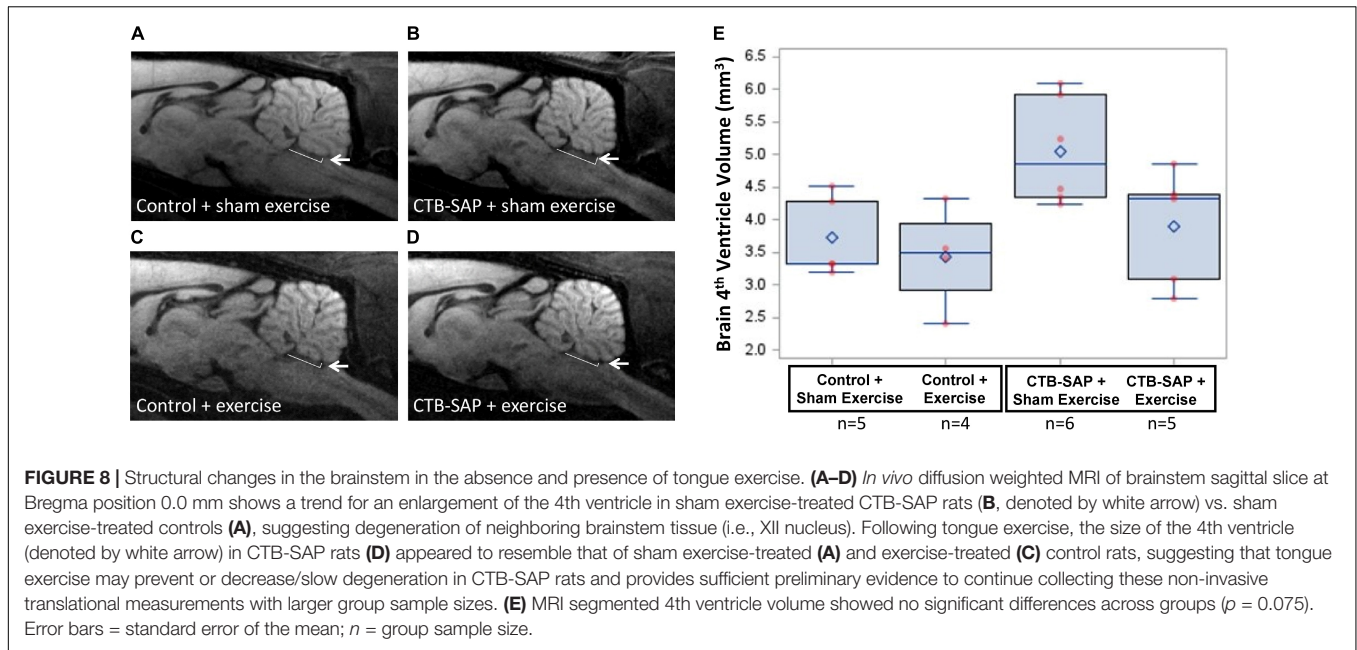 A
B
E
Control + sham exercise
CTB-SAP + sham exercise
C
D
Control + exercise
CTB-SAP + exercise
Brain 4th Ventricle Volume (mm³)
6.5
6.0
5.5
5.0
4.5
4.0
3.5
3.0
2.5
2.0
Control +
Sham Exercise
Control +
Exercise
CTB-SAP +
Sham Exercise
CTB-SAP +
Exercise
n=5
n=4
n=6
n=5
FIGURE 8 | Structural changes in the brainstem in the absence and presence of tongue exercise. (A–D) In vivo diffusion weighted MRI of brainstem sagittal slice at
Bregma position 0.0 mm shows a trend for an enlargement of the 4th ventricle in sham exercise-treated CTB-SAP rats (B, denoted by white arrow) vs. sham
exercise-treated controls (A), suggesting degeneration of neighboring brainstem tissue (i.e., XII nucleus). Following tongue exercise, the size of the 4th ventricle
(denoted by white arrow) in CTB-SAP rats (D) appeared to resemble that of sham exercise-treated (A) and exercise-treated (C) control rats, suggesting that tongue
exercise may prevent or decrease/slow degeneration in CTB-SAP rats and provides sufficient preliminary evidence to continue collecting these non-invasive
translational measurements with larger group sample sizes. (E) MRI segmented 4th ventricle volume showed no significant differences across groups (p = 0.075).
Error bars = standard error of the mean; n = group sample size.